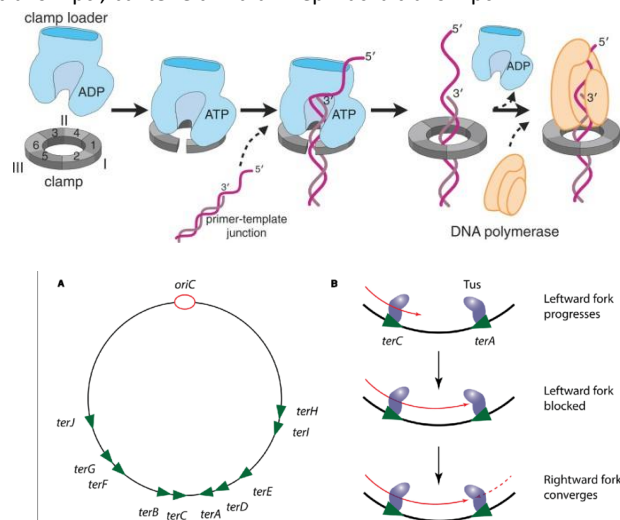 clamp loader
ADP
II
3 4
6 1
5 2
III
I
clamp
ATP
3′
5′
primer-template
junction
5′
3′
ATP
5′
3′
ADP
DNA polymerase
5′
3′
A
oriC
terH
terI
terJ
terG
terF
terE
terD
terB
terC
terA
B
Tus
terC
terA
Leftward fork
progresses
Leftward fork
blocked
Rightward fork
converges